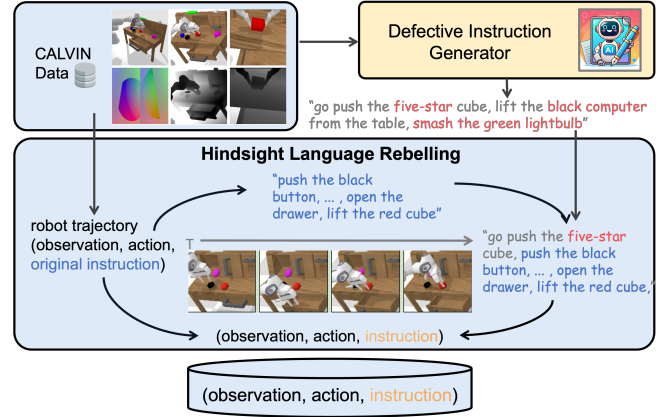 CALVIN
Data
Defective Instruction
Generator
AI
“go push the five-star cube, lift the black computer
from the table, smash the green lightbulb”
Hindsight Language Rebelling
“push the black
button, ... , open the
drawer, lift the red cube”
robot trajectory
(observation, action,
original instruction)
T
“go push the five-star
cube, push the black
button, ... , open the
drawer, lift the red cube,”
(observation, action, instruction)
(observation, action, instruction)